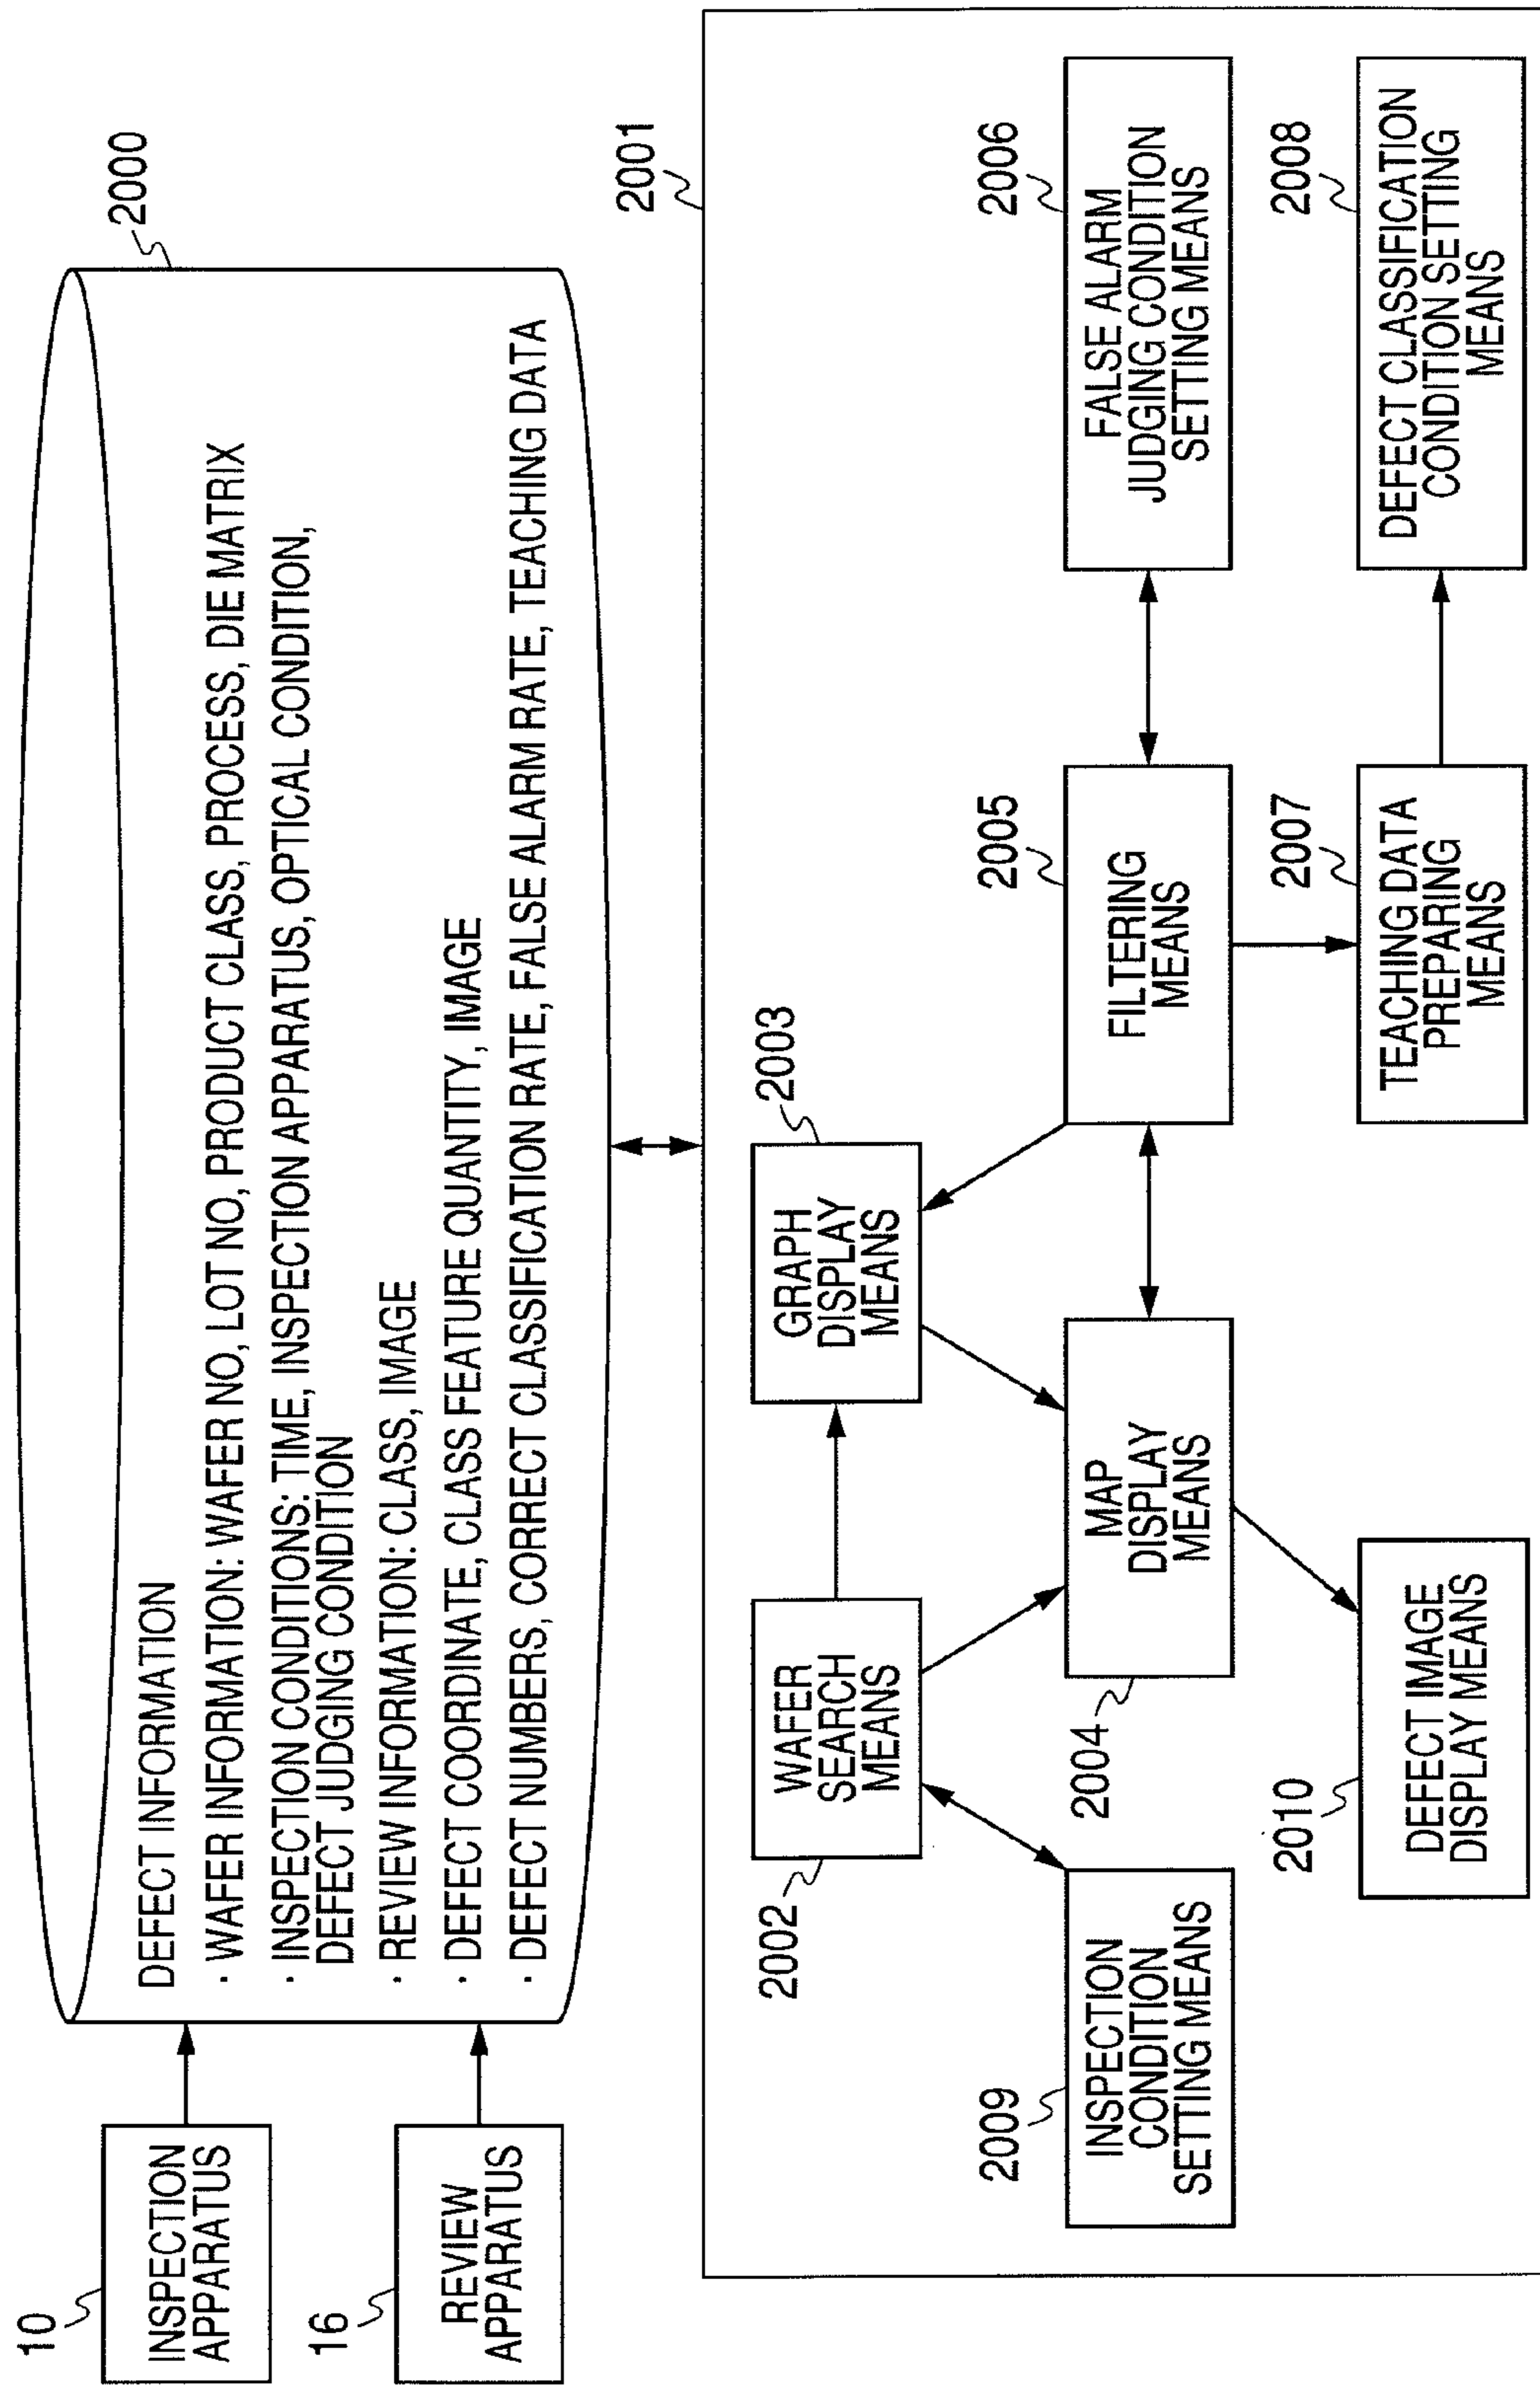 10
INSPECTION
APPARATUS
16
REVIEW
APPARATUS
2000
DEFECT INFORMATION
· WAFER INFORMATION: WAFER NO, LOT NO, PRODUCT CLASS, PROCESS, DIE MATRIX
· INSPECTION CONDITIONS: TIME, INSPECTION APPARATUS, OPTICAL CONDITION,
DEFECT JUDGING CONDITION
· REVIEW INFORMATION: CLASS, IMAGE
· DEFECT COORDINATE, CLASS FEATURE QUANTITY, IMAGE
· DEFECT NUMBERS, CORRECT CLASSIFICATION RATE, FALSE ALARM RATE, TEACHING DATA
2001
2002
WAFER
SEARCH
MEANS
2003
GRAPH
DISPLAY
MEANS
2009
INSPECTION
CONDITION
SETTING MEANS
2004
MAP
DISPLAY
MEANS
2005
FILTERING
MEANS
2006
FALSE ALARM
JUDGING CONDITION
SETTING MEANS
2010
DEFECT IMAGE
DISPLAY MEANS
2007
TEACHING DATA
PREPARING
MEANS
2008
DEFECT CLASSIFICATION
CONDITION SETTING
MEANS